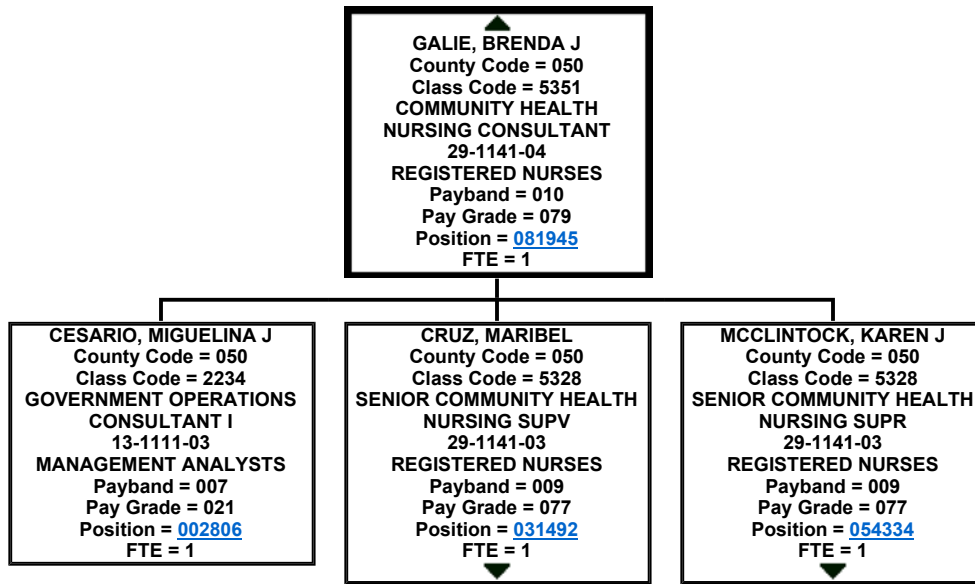 GALIE, BRENDA J
County Code = 050
Class Code = 5351
COMMUNITY HEALTH
NURSING CONSULTANT
29-1141-04
REGISTERED NURSES
Payband = 010
Pay Grade = 079
Position = 081945
FTE = 1
CESARIO, MIGUELINA J
County Code = 050
Class Code = 2234
GOVERNMENT OPERATIONS
CONSULTANT I
13-1111-03
MANAGEMENT ANALYSTS
Payband = 007
Pay Grade = 021
Position = 002806
FTE = 1
CRUZ, MARIBEL
County Code = 050
Class Code = 5328
SENIOR COMMUNITY HEALTH
NURSING SUPV
29-1141-03
REGISTERED NURSES
Payband = 009
Pay Grade = 077
Position = 031492
FTE = 1
MCCLINTOCK, KAREN J
County Code = 050
Class Code = 5328
SENIOR COMMUNITY HEALTH
NURSING SUPR
29-1141-03
REGISTERED NURSES
Payband = 009
Pay Grade = 077
Position = 054334
FTE = 1